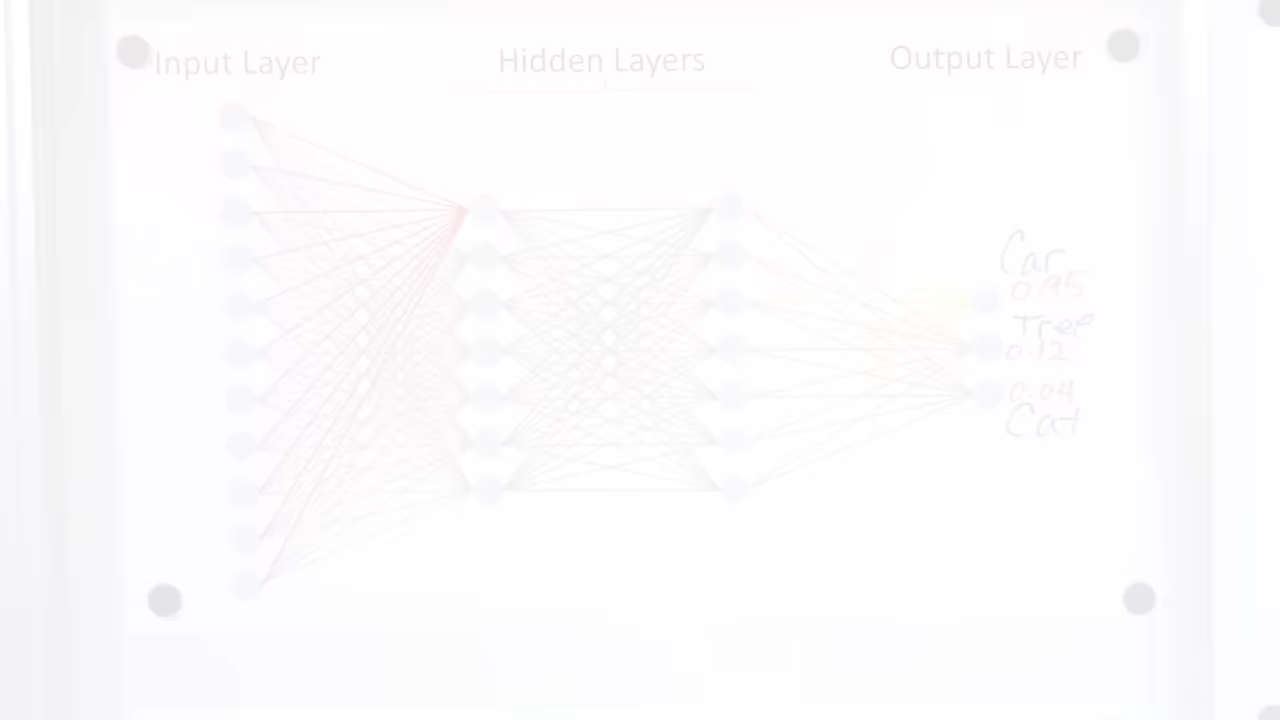 Input Layer
Hidden Layers
Output Layer
Car
0.95
Tree
0.12
0.04
Cat